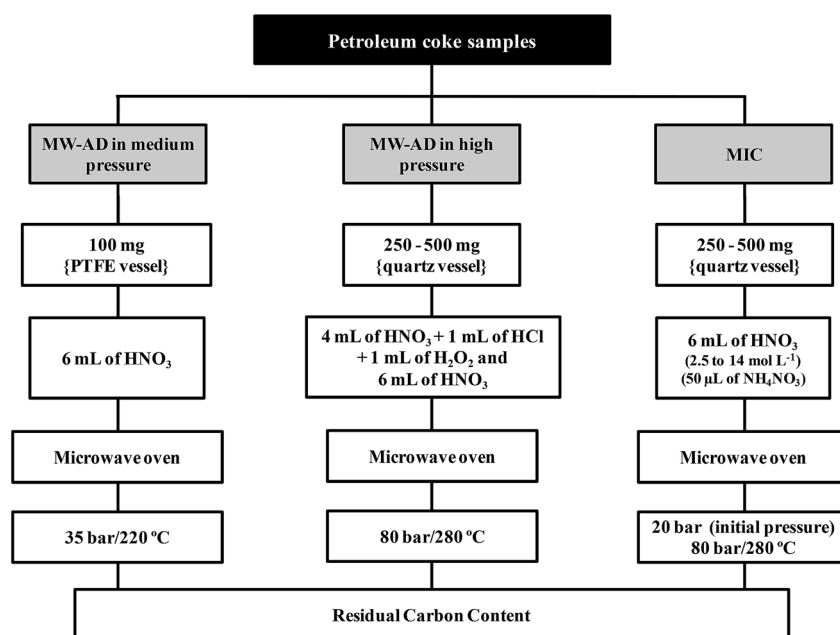 Petroleum coke samples
MW-AD in medium
pressure
MW-AD in high
pressure
MIC
100 mg
{PTFE vessel}
250 - 500 mg
{quartz vessel}
250 - 500 mg
{quartz vessel}
6 mL of HNO₃
4 mL of HNO₃ + 1 mL of HCl
+ 1 mL of H₂O₂ and
6 mL of HNO₃
6 mL of HNO₃
(2.5 to 14 mol L⁻¹)
(50 µL of NH₄NO₃)
Microwave oven
Microwave oven
Microwave oven
35 bar/220 ºC
80 bar/280 ºC
20 bar (initial pressure)
80 bar/280 ºC
Residual Carbon Content